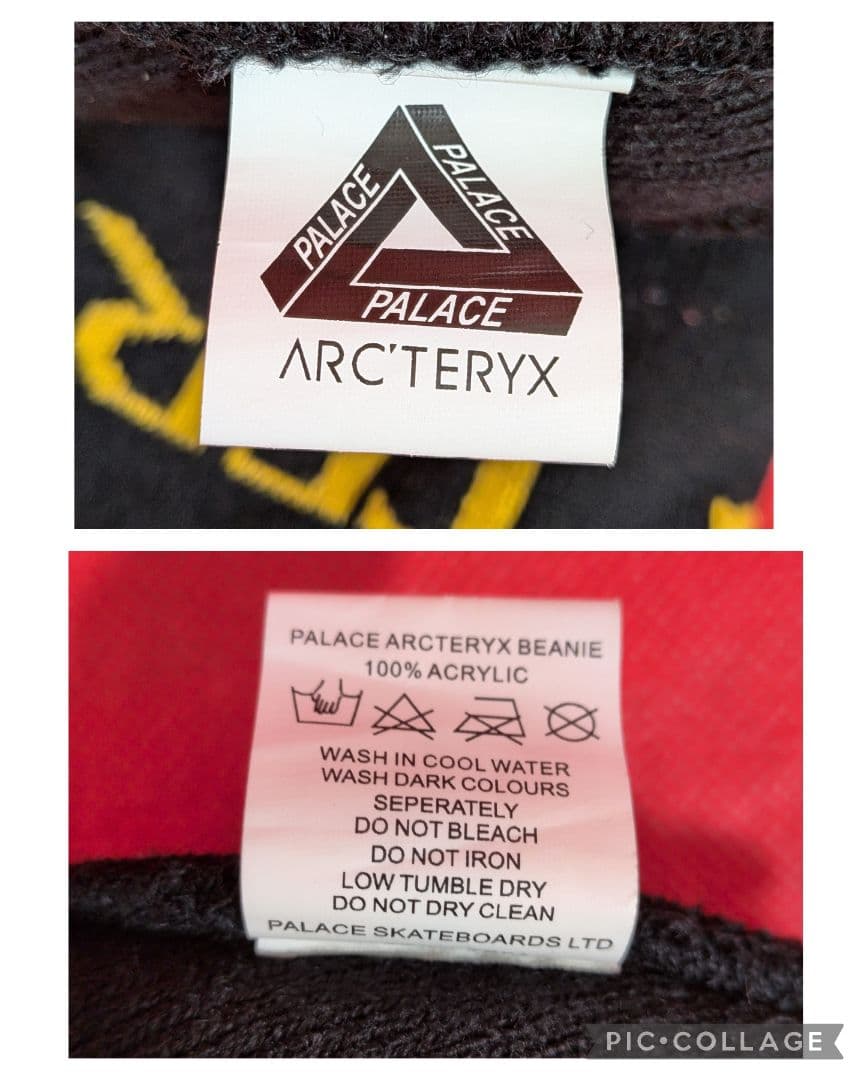 PALACE
PALACE
PALACE
ARC'TERYX
PALACE ARCTERYX BEANIE
100% ACRYLIC
WASH IN COOL WATER
WASH DARK COLOURS
SEPERATELY
DO NOT BLEACH
DO NOT IRON
LOW TUMBLE DRY
DO NOT DRY CLEAN
PALACE SKATEBOARDS LTD
PIC•COLLAGE